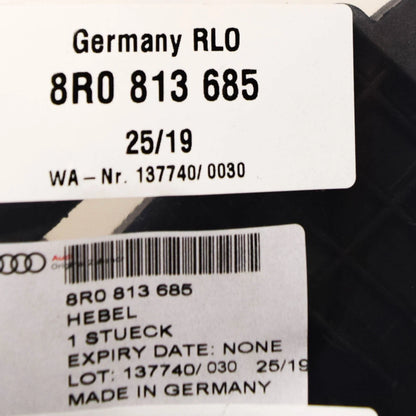 Germany RLO
8R0 813 685
25/19
WA-Nr. 137740/0030
Audi
8R0 813 685
HEBEL
1 STUECK
EXPIRY DATE: NONE
LOT: 137740/030 25/19
MADE IN GERMANY